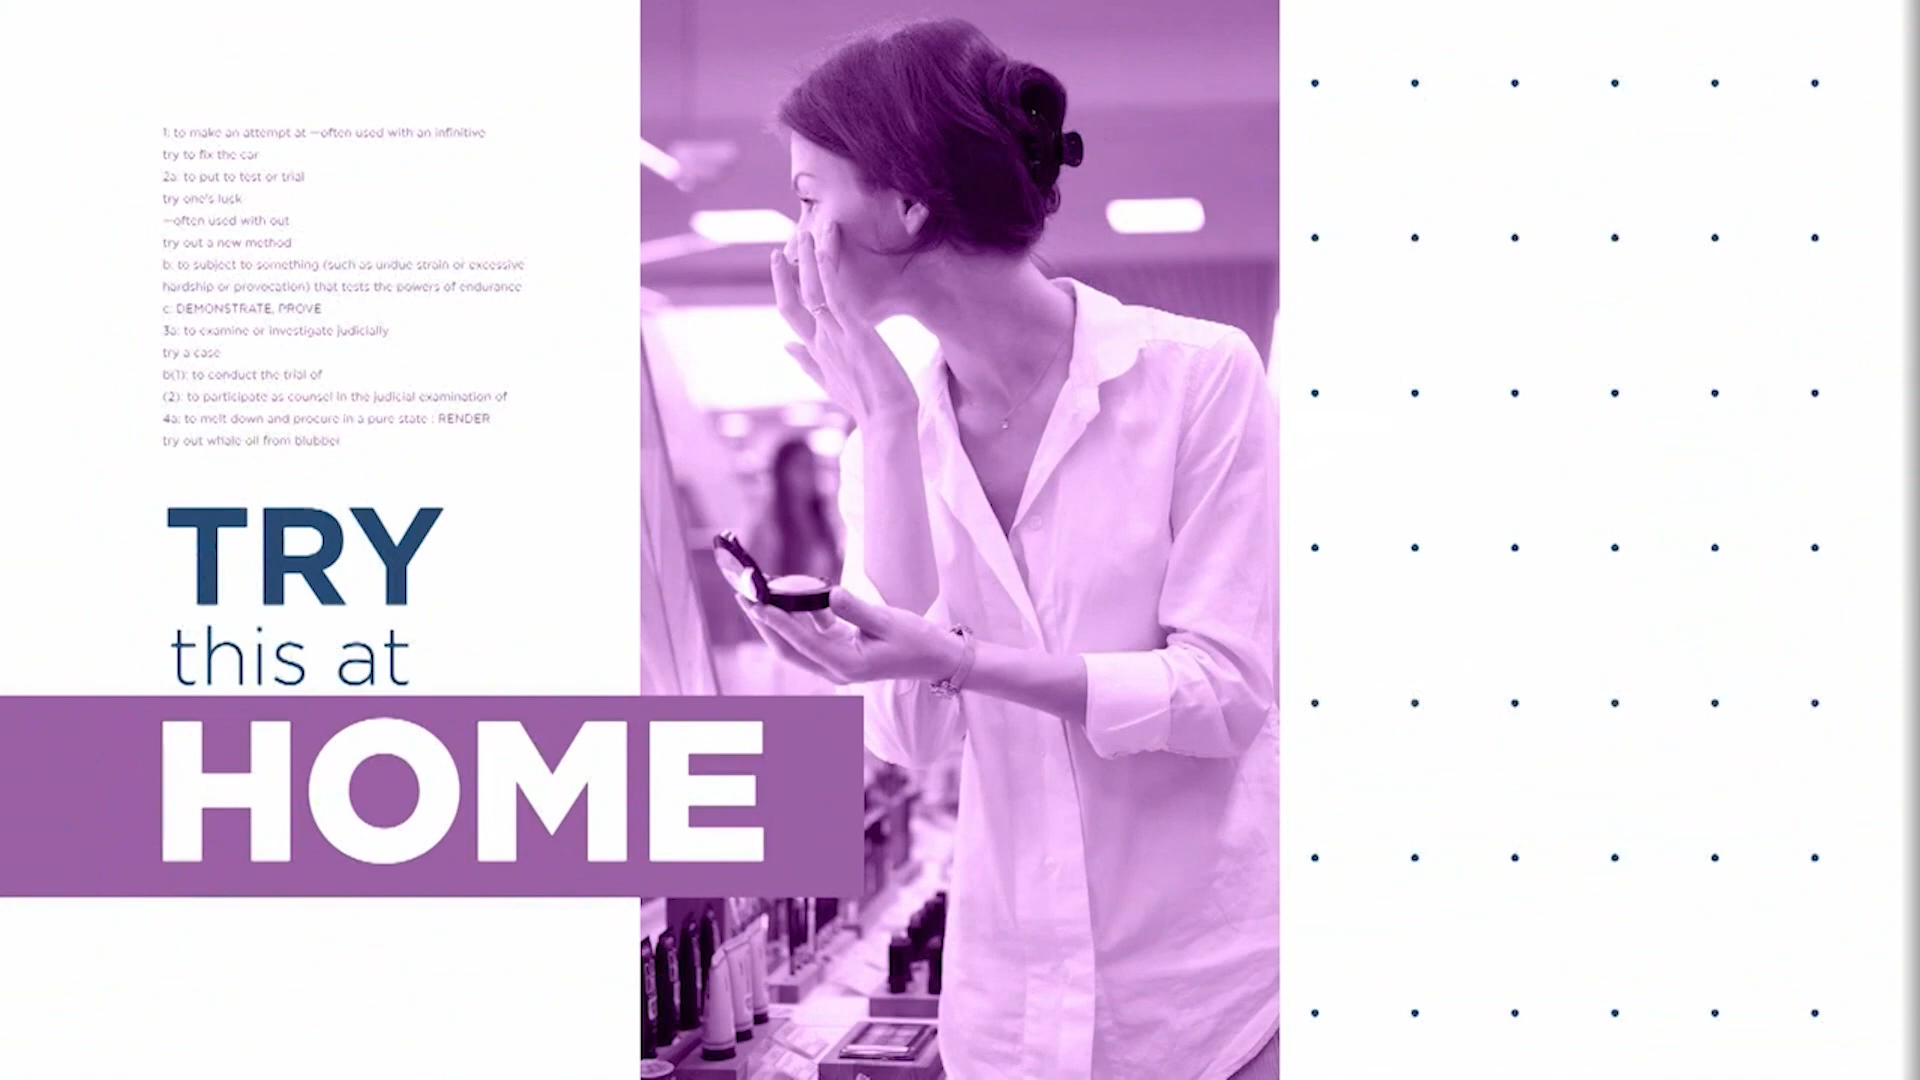 1: to make an attempt at —often used with an infinitive
try to fix the car
2a: to put to test or trial
try one's luck
—often used with out
try out a new method
b: to subject to something (such as undue strain or excessive
hardship or provocation) that tests the powers of endurance
c: DEMONSTRATE, PROVE
3a: to examine or investigate judicially
try a case
b(1): to conduct the trial of
(2): to participate as counsel in the judicial examination of
4a: to melt down and procure in a pure state : RENDER
try out whale oil from blubber
TRY
this at
HOME